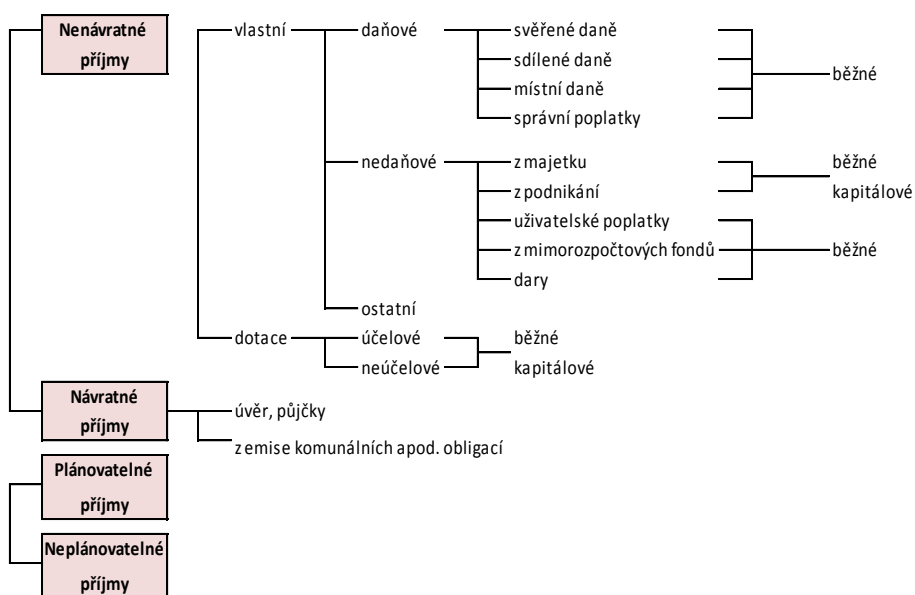 Nenávratné
příjmy
vlastní
daňové
svěřené daně
sdílené daně
běžné
místní daně
správní poplatky
nedaňové
z majetku
běžné
z podnikání
kapitálové
uživatelské poplatky
z mimorozpočtových fondů
běžné
dary
ostatní
dotace
účelové
běžné
neúčelové
kapitálové
Návratné
příjmy
úvěr, půjčky
z emise komunálních apod. obligací
Plánovatelné
příjmy
Neplánovatelné
příjmy